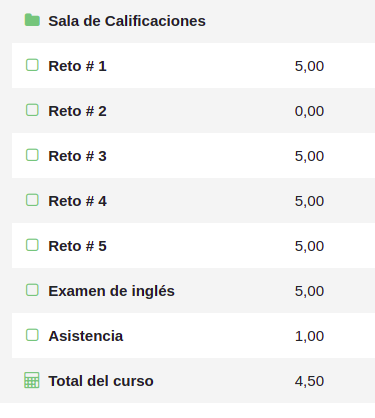 Sala de Calificaciones
Reto # 1 5,00
Reto # 2 0,00
Reto # 3 5,00
Reto # 4 5,00
Reto # 5 5,00
Examen de inglés 5,00
Asistencia 1,00
Total del curso 4,50